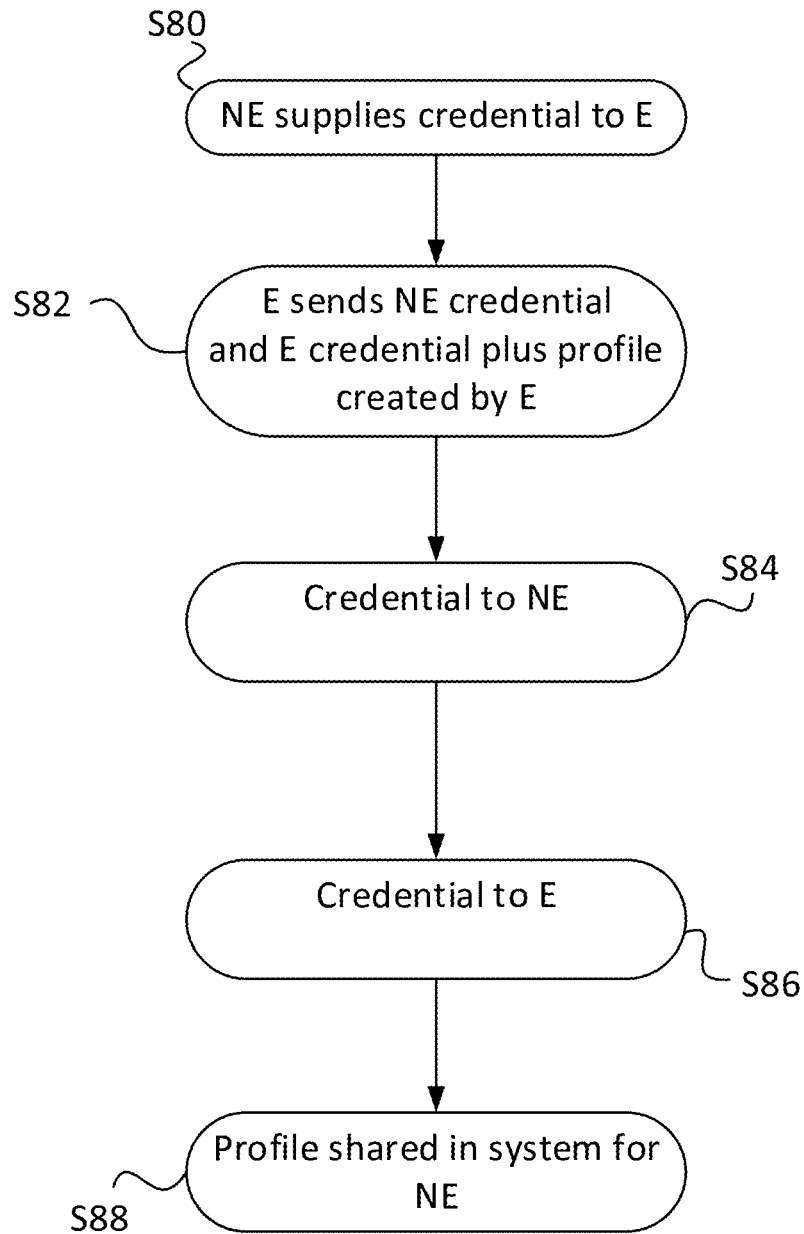 S80
NE supplies credential to E
S82
E sends NE credential
and E credential plus profile
created by E
S84
Credential to NE
Credential to E
S86
Profile shared in system for
NE
S88